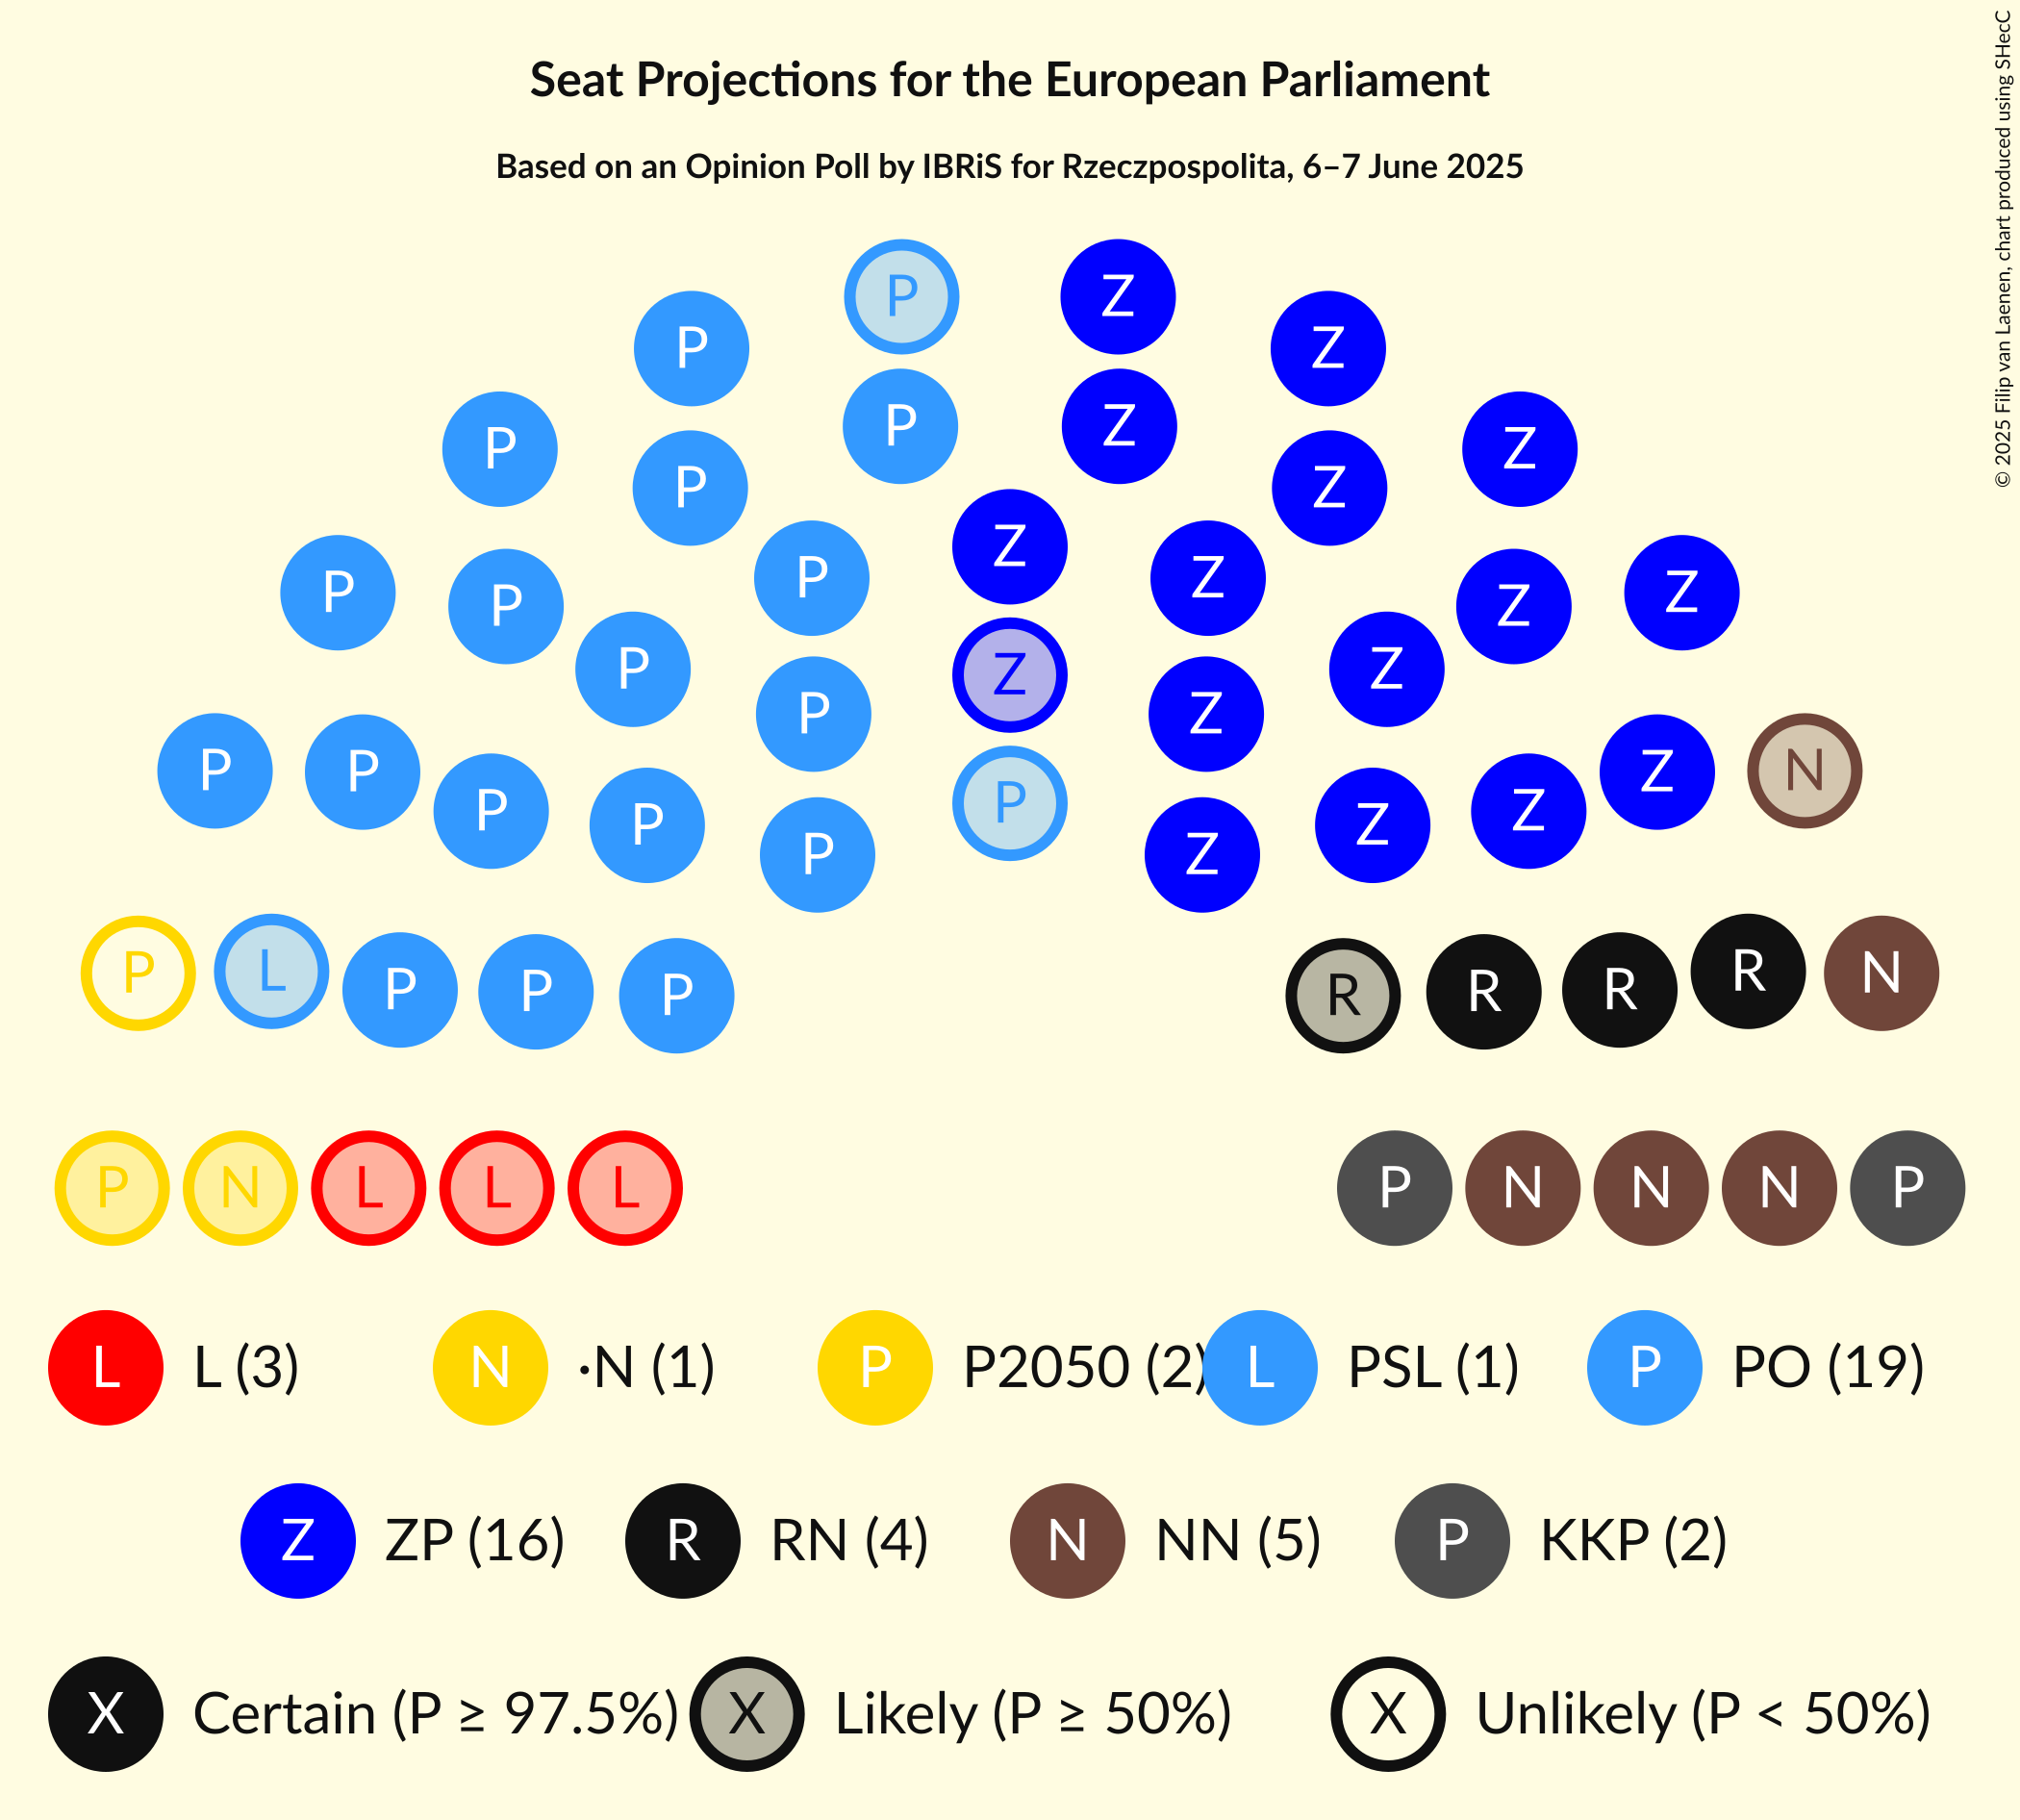 Seat Projections for the European Parliament
Based on an Opinion Poll by IBRiS for Rzeczpospolita, 6–7 June 2025
© 2025 Filip van Laenen, chart produced using SHecC
P Z
P Z
P Z
P Z
P Z
P Z
Z
P Z
P Z
P Z
Z
P Z
P Z
P P N
P Z
P Z
P Z
P
P Z
P L R N
P P R R
P R
P N L L L P N N N P
L L (3) N ·N (1) P P2050 (2) L PSL (1) P PO (19)
Z ZP (16) R RN (4) N NN (5) P KKP (2)
X Certain (P ≥ 97.5%) X Likely (P ≥ 50%) X Unlikely (P < 50%)